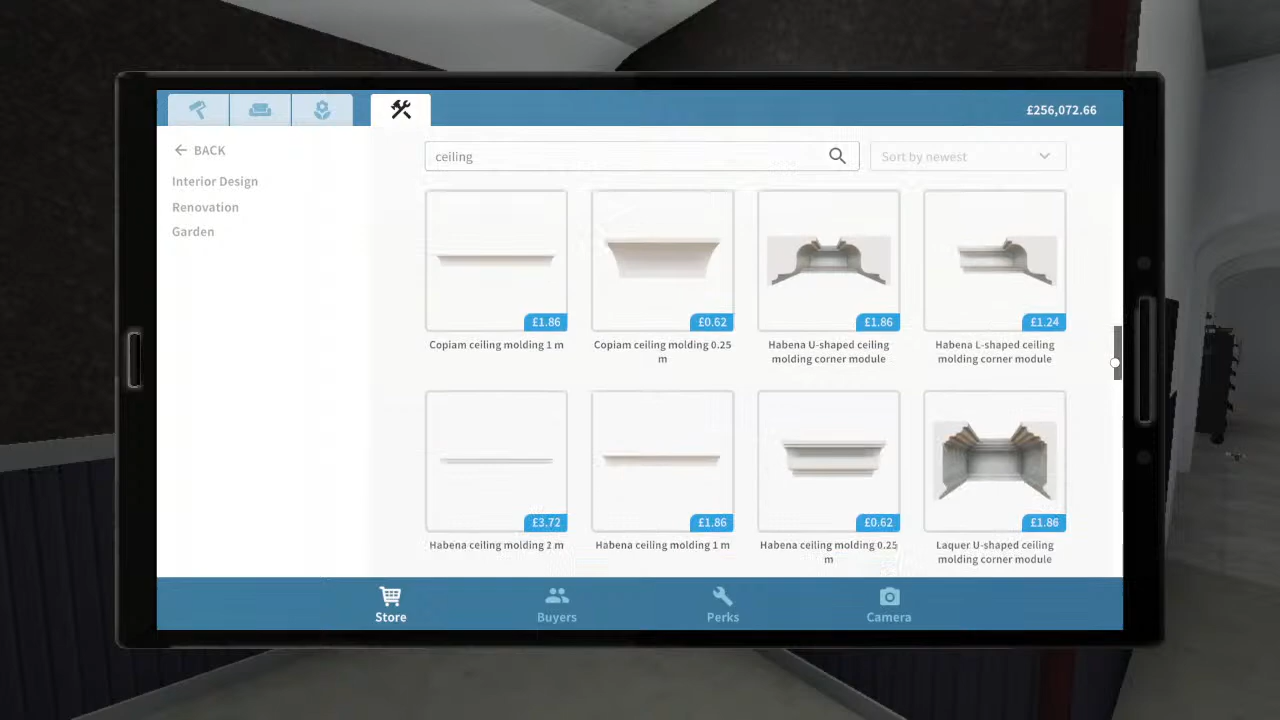 £256,072.66
BACK
Interior Design
Renovation
Garden
ceiling
Sort by newest
£1.86
£0.62
£1.86
£1.24
Copiam ceiling molding 1 m
Copiam ceiling molding 0.25
m
Habena U-shaped ceiling
molding corner module
Habena L-shaped ceiling
molding corner module
£3.72
£1.86
£0.62
£1.86
Habena ceiling molding 2 m
Habena ceiling molding 1 m
Habena ceiling molding 0.25
m
Laquer U-shaped ceiling
molding corner module
Store
Buyers
Perks
Camera